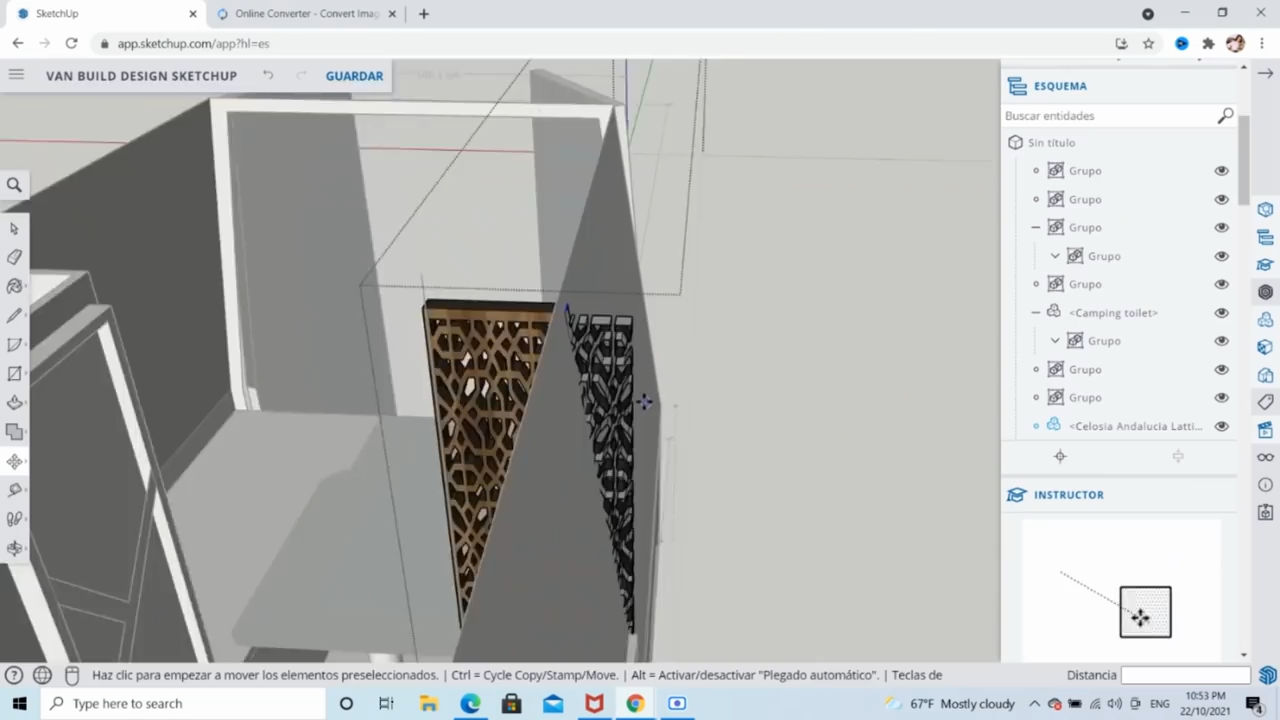 SketchUp
Online Converter - Convert Imag
app.sketchup.com/app?hl=es
VAN BUILD DESIGN SKETCHUP
GUARDAR
ESQUEMA
Buscar entidades
Sin título
Grupo
Grupo
Grupo
Grupo
Grupo
<Camping toilet>
Grupo
Grupo
Grupo
<Celosia Andalucia Latti...
INSTRUCTOR
Haz clic para empezar a mover los elementos preseleccionados. | Ctrl = Cycle Copy/Stamp/Move. | Alt = Activar/desactivar "Plegado automático". | Teclas de
Distancia
Type here to search
67°F Mostly cloudy
ENG
10:53 PM
22/10/2021
4